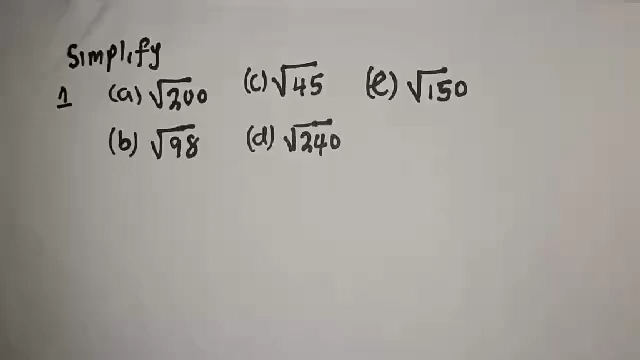 Simplify
1 (a) √200 (c) √45 (e) √150
(b) √98 (d) √240